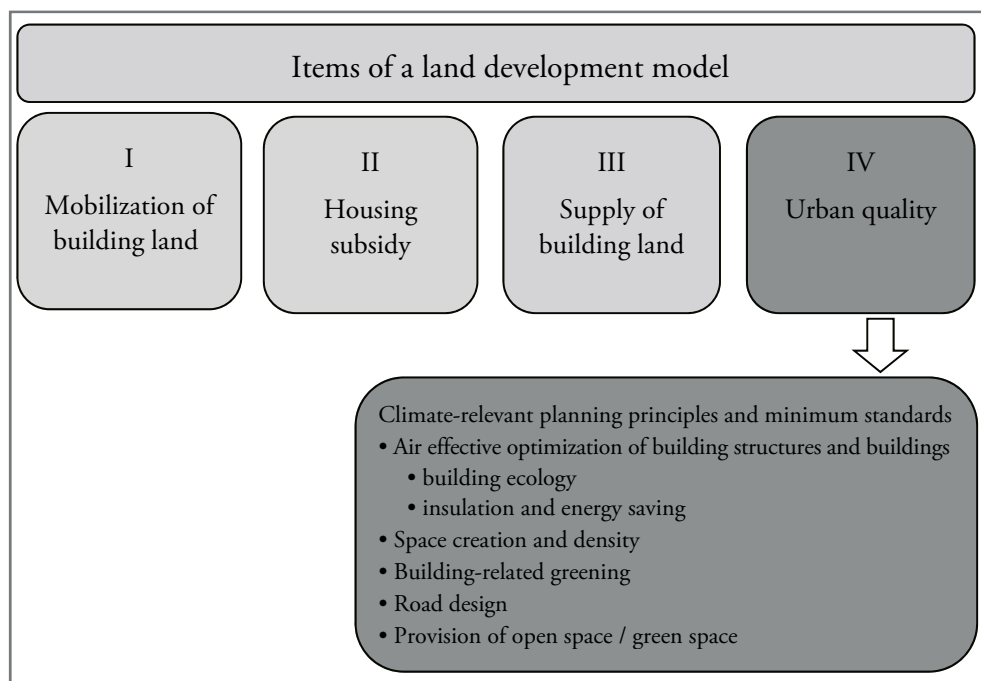 Items of a land development model
I
Mobilization of
building land
II
Housing
subsidy
III
Supply of
building land
IV
Urban quality
Climate-relevant planning principles and minimum standards
• Air effective optimization of building structures and buildings
• building ecology
• insulation and energy saving
• Space creation and density
• Building-related greening
• Road design
• Provision of open space / green space